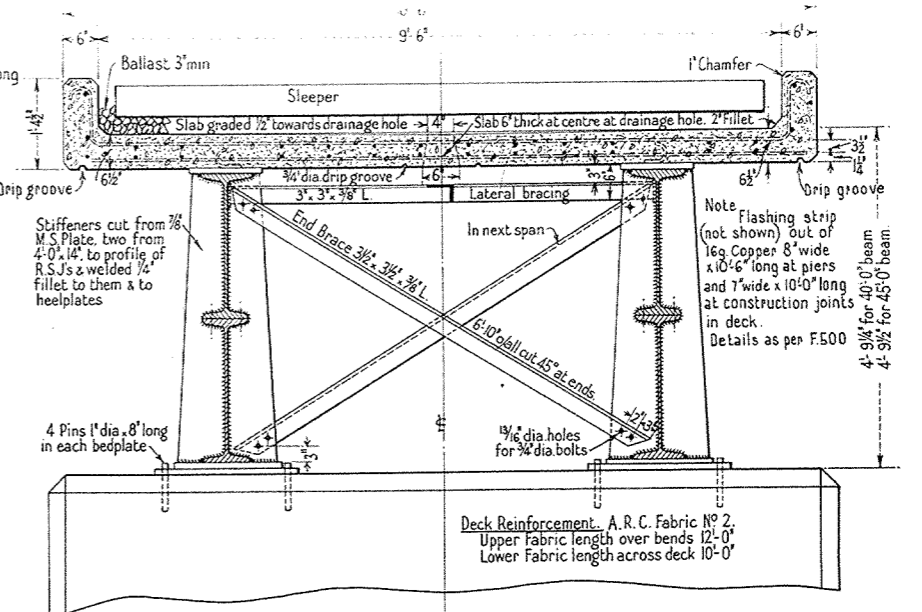 9'-6"
6"
6"
Ballast 3"min
1" Chamfer
Sleeper
1'-4½"
Slab graded ½" towards drainage hole
4"
Slab 6" thick at centre at drainage hole.
2" Fillet
3½"
1¼"
6½"
¾" dia. drip groove
6"
3"
6"
6½"
Drip groove
Drip groove
3" × 3" × ⅜" L.
Lateral bracing
Stiffeners cut from ⅞"
M.S. Plate, two from
4'-0" × 14", to profile of
R.S.J's & welded ¼"
fillet to them & to
heelplates
End Brace 3½" × 3½" × ⅜" L.
In next span
Note
Flashing strip
(not shown) out of
16g. Copper 8" wide
× 10'-6" long at piers
and 7" wide × 10'-0" long
at construction joints
in deck.
Details as per F.500
4'-9¼" for 40'-0" beam
4'-9½" for 45'-0" beam.
6'-10" o/all cut 45° at ends.
4 Pins 1" dia. × 8" long
in each bedplate
3"
℄
13/16" dia. holes
for ¾" dia. bolts
Deck Reinforcement. A.R.C. Fabric Nº 2.
Upper Fabric length over bends 12'-0"
Lower Fabric length across deck 10'-0"